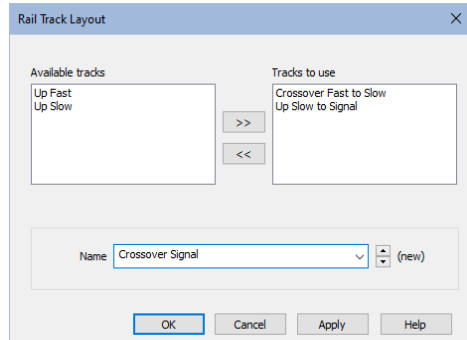 Rail Track Layout
Available tracks
Up Fast
Up Slow
>>
<<
Tracks to use
Crossover Fast to Slow
Up Slow to Signal
Name Crossover Signal (new)
OK Cancel Apply Help